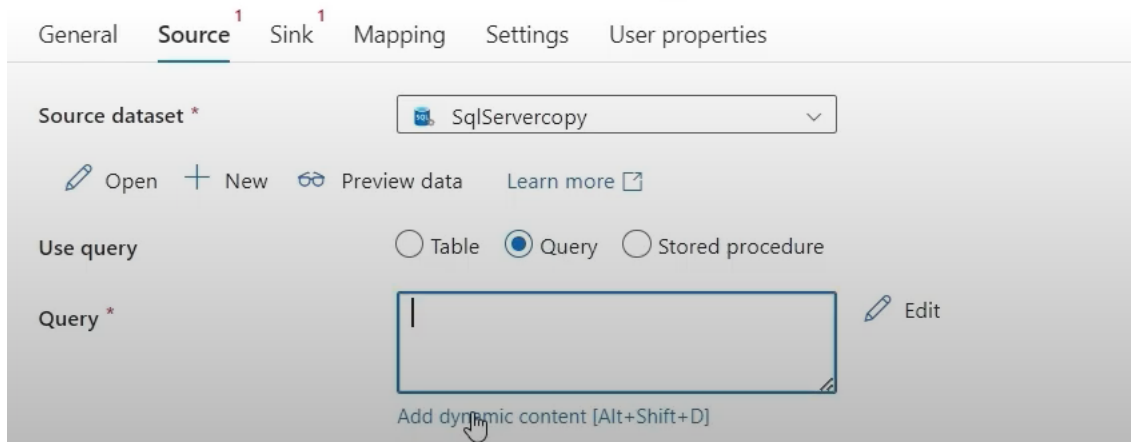 General Source 1 Sink 1 Mapping Settings User properties
Source dataset *
SQL SqlServercopy
Open New Preview data Learn more
Use query Table Query Stored procedure
Query * Edit
Add dynamic content [Alt+Shift+D]